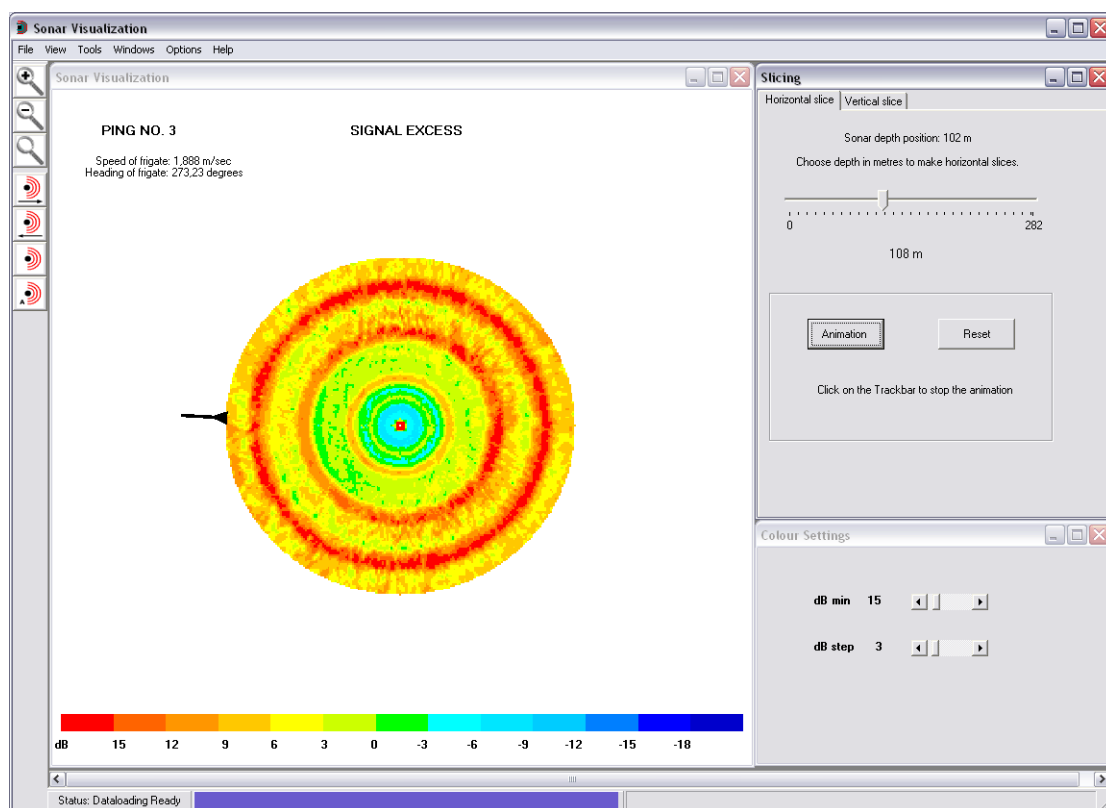 Sonar Visualization
File View Tools Windows Options Help
Sonar Visualization
PING NO. 3
SIGNAL EXCESS
Speed of frigate: 1,888 m/sec
Heading of frigate: 273,23 degrees
dB 15 12 9 6 3 0 -3 -6 -9 -12 -15 -18
Slicing
Horizontal slice Vertical slice
Sonar depth position: 102 m
Choose depth in metres to make horizontal slices.
0 282
108 m
Animation Reset
Click on the Trackbar to stop the animation
Colour Settings
dB min 15
dB step 3
A
Status: Dataloading Ready